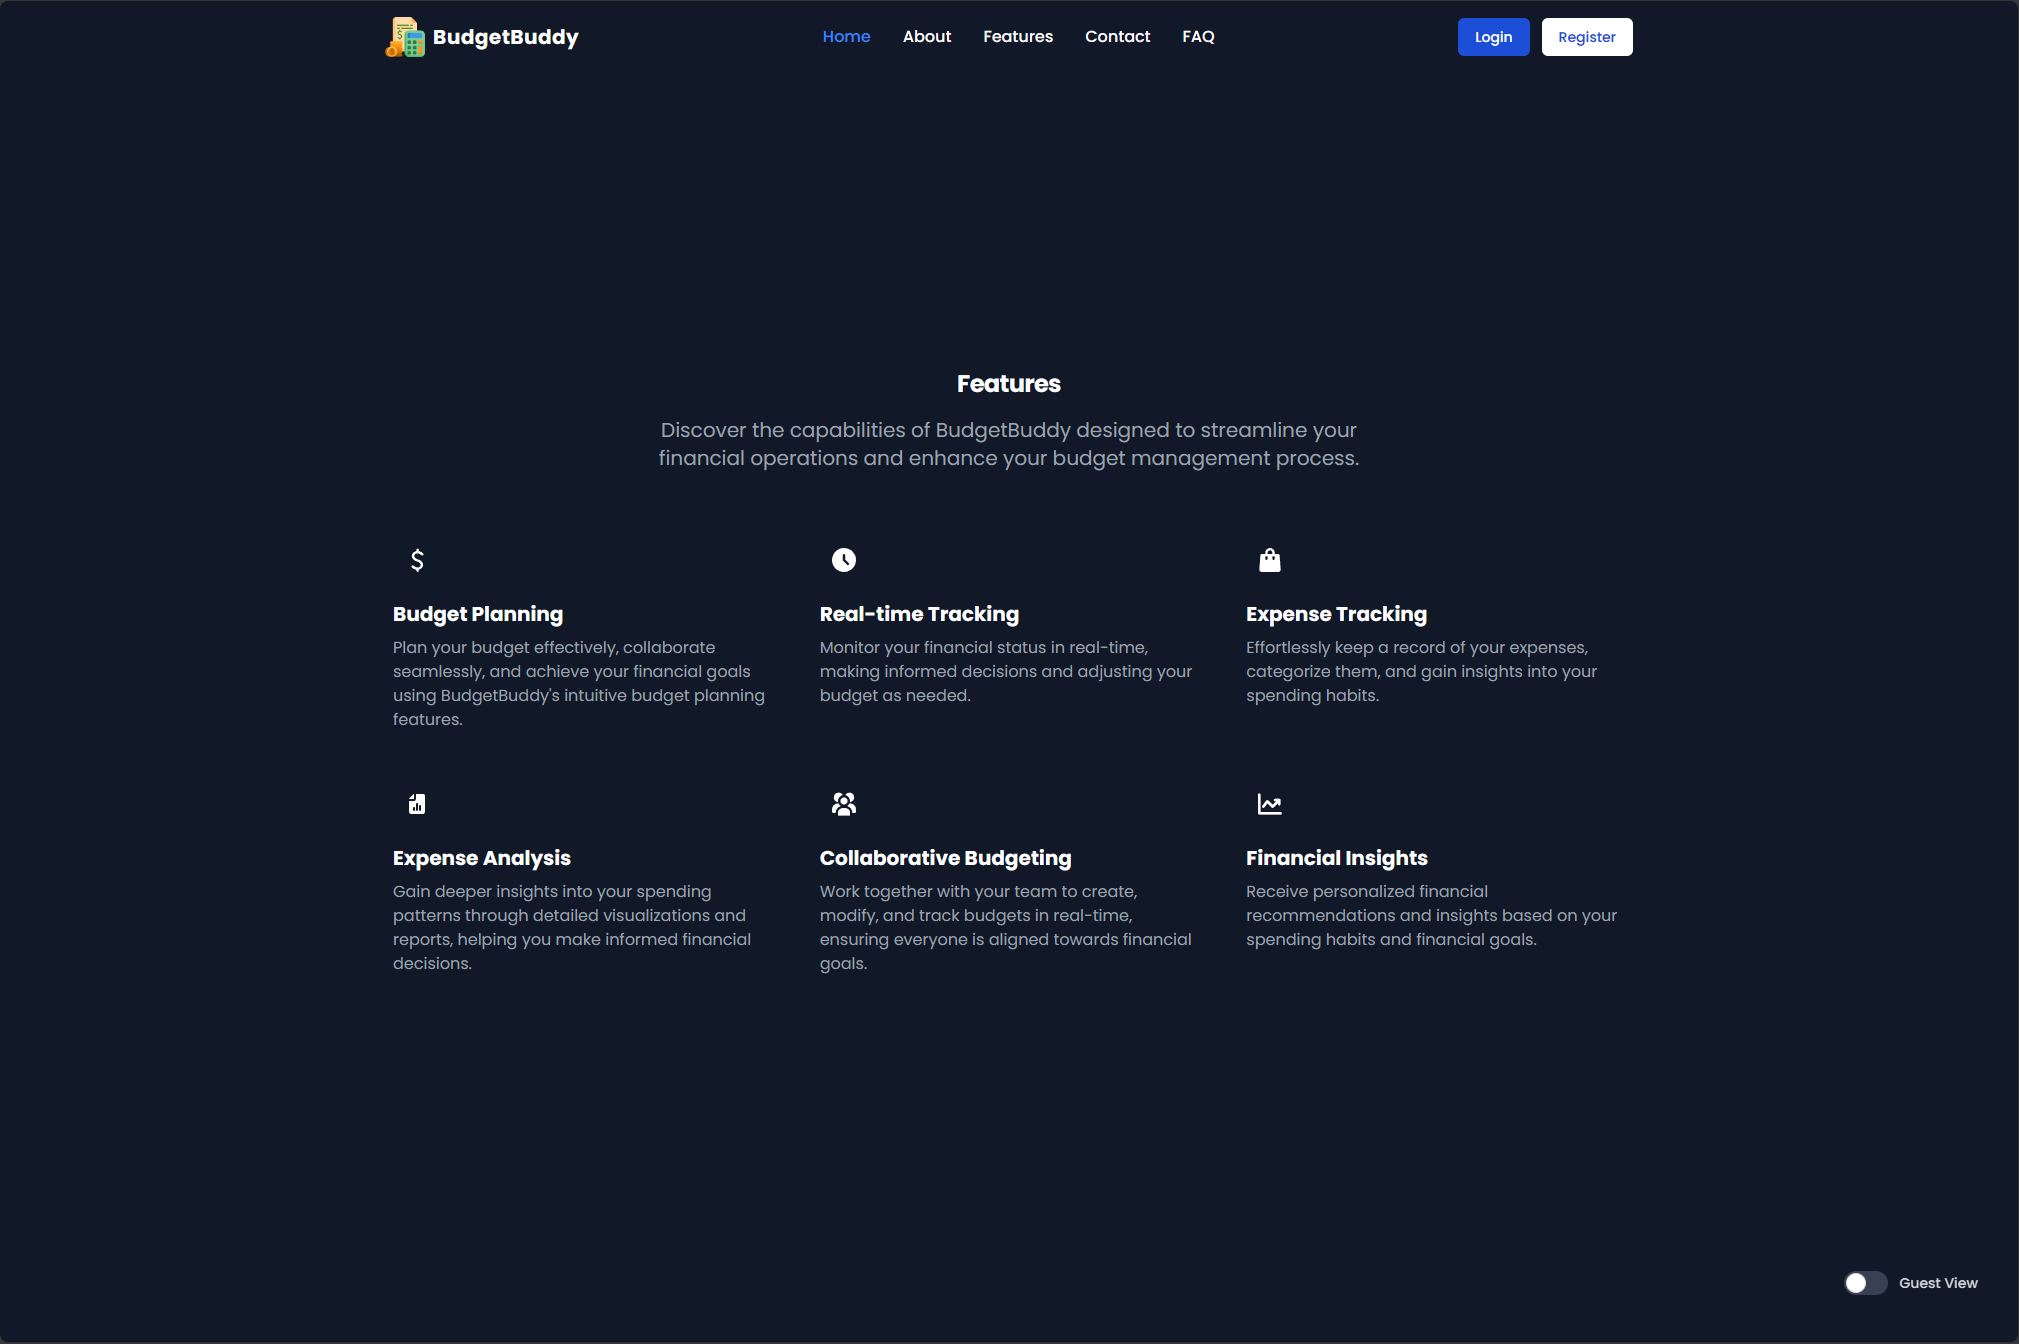 BudgetBuddy
Home About Features Contact FAQ
Login Register
Features
Discover the capabilities of BudgetBuddy designed to streamline your
financial operations and enhance your budget management process.
$
Budget Planning
Plan your budget effectively, collaborate
seamlessly, and achieve your financial goals
using BudgetBuddy's intuitive budget planning
features.
Real-time Tracking
Monitor your financial status in real-time,
making informed decisions and adjusting your
budget as needed.
Expense Tracking
Effortlessly keep a record of your expenses,
categorize them, and gain insights into your
spending habits.
Expense Analysis
Gain deeper insights into your spending
patterns through detailed visualizations and
reports, helping you make informed financial
decisions.
Collaborative Budgeting
Work together with your team to create,
modify, and track budgets in real-time,
ensuring everyone is aligned towards financial
goals.
Financial Insights
Receive personalized financial
recommendations and insights based on your
spending habits and financial goals.
Guest View